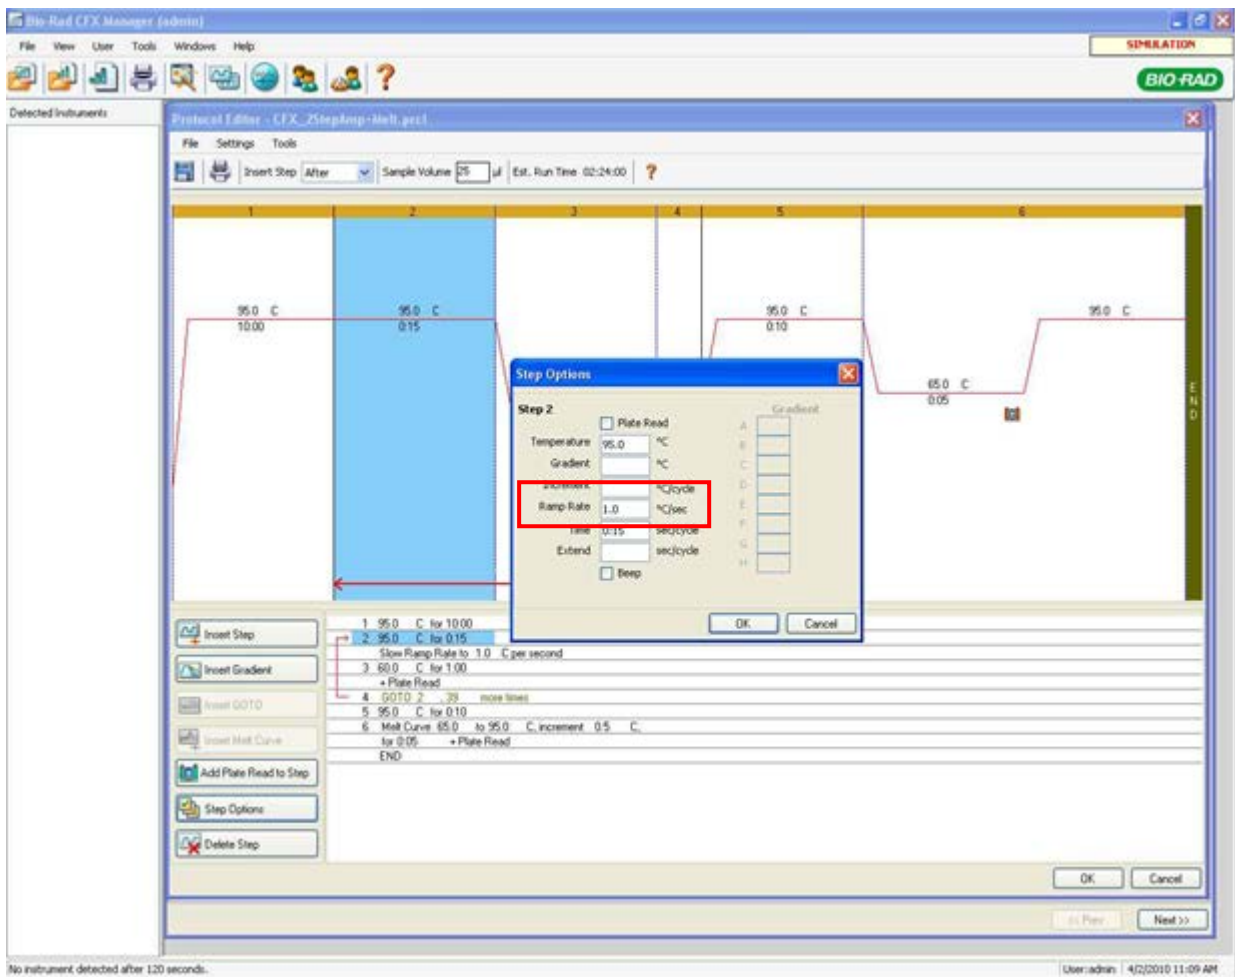 Bio-Rad CFX Manager (admin)
File View User Tools Windows Help
SIMULATION
BIO-RAD
Detected Instruments
Protocol Editor - CFX_2StepAmp+Melt.prcl
File Settings Tools
Insert Step After Sample Volume 25 µl Est. Run Time 02:24:00 ?
1 2 3 4 5 6
95.0 C 95.0 C 95.0 C 95.0 C
10:00 0:15 0:10
65.0 C
0:05
END
Step Options
Step 2
Plate Read
Gradient
Temperature 95.0 °C
Gradient °C
Increment °C/cycle
Ramp Rate 1.0 °C/sec
Time 0:15 sec/cycle
Extend sec/cycle
Beep
A
B
C
D
E
F
G
H
OK Cancel
Insert Step
Insert Gradient
Insert GOTO
Insert Melt Curve
Add Plate Read to Step
Step Options
Delete Step
1 95.0 C for 10:00
2 95.0 C for 0:15
Slow Ramp Rate to 1.0 C per second
3 60.0 C for 1:00
+ Plate Read
4 GOTO 2 , 39 more times
5 95.0 C for 0:10
6 Melt Curve 65.0 to 95.0 C, increment 0.5 C,
for 0:05 + Plate Read
END
OK Cancel
<< Prev Next >>
No instrument detected after 120 seconds.
User: admin 4/2/2010 11:09 AM